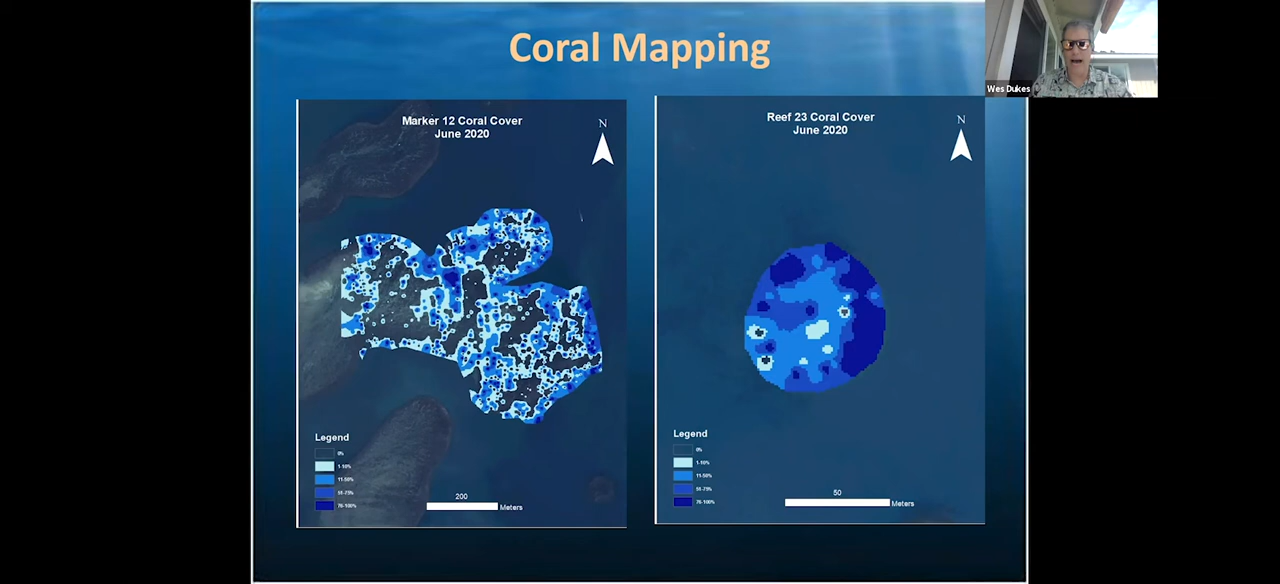 Coral Mapping
Wes Dukes
Marker 12 Coral Cover
June 2020
N
Legend
0%
1-10%
11-50%
51-75%
76-100%
200
Meters
Reef 23 Coral Cover
June 2020
N
Legend
0%
1-10%
11-50%
51-75%
76-100%
50
Meters